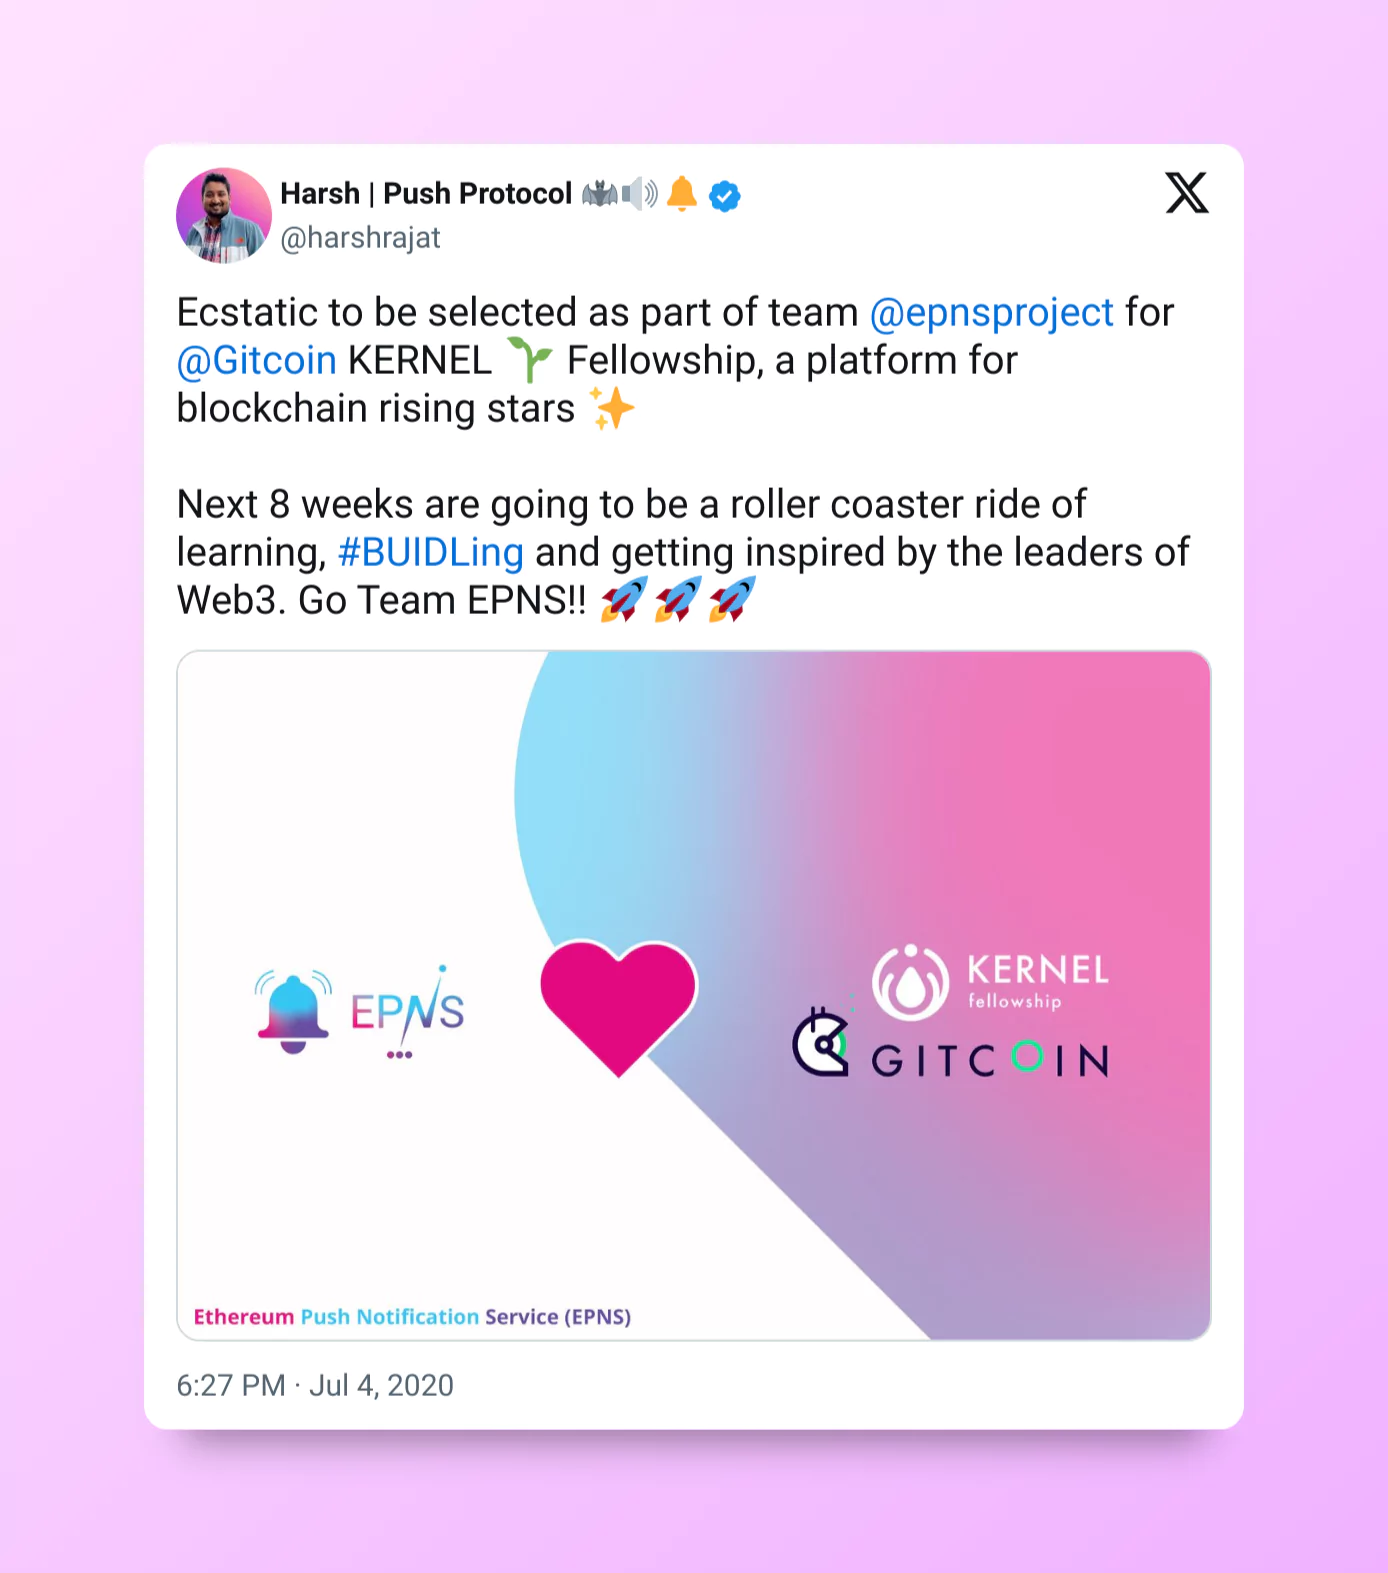 Harsh | Push Protocol 🦇🔊🔔
@harshrajat
Ecstatic to be selected as part of team @epnsproject for
@Gitcoin KERNEL 🌱 Fellowship, a platform for
blockchain rising stars ✨
Next 8 weeks are going to be a roller coaster ride of
learning, #BUIDLing and getting inspired by the leaders of
Web3. Go Team EPNS!! 🚀🚀🚀
EPNS
KERNEL
fellowship
GITCOIN
Ethereum Push Notification Service (EPNS)
6:27 PM · Jul 4, 2020